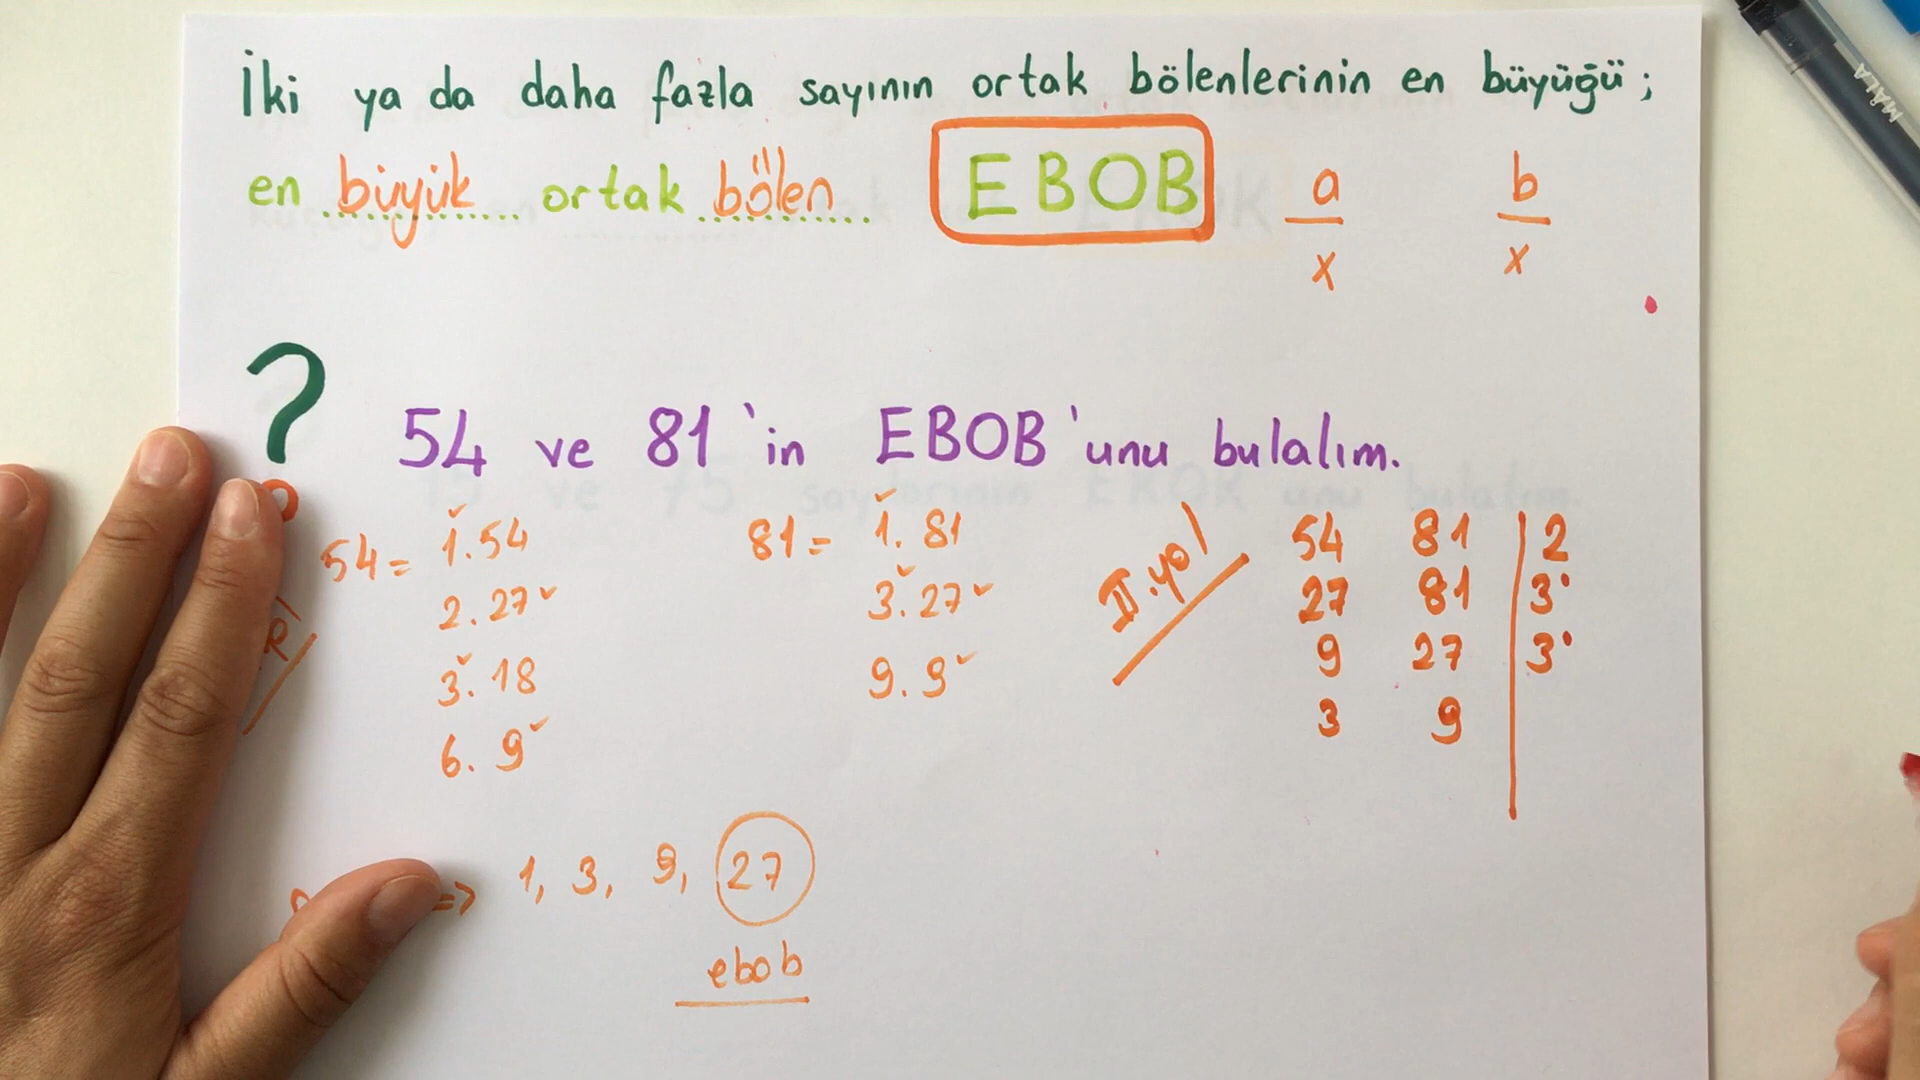 İki ya da daha fazla sayının ortak bölenlerinin en büyüğü;
en büyük ortak bölen EBOB a b
x x
? 54 ve 81'in EBOB'unu bulalım.
54= 1.54
2.27
3.18
6.9
81= 1.81
3.27
9.9
II.yol
54 81 2
27 81 3
9 27 3
3 9
=> 1, 3, 9, 27
ebob
MÅLA